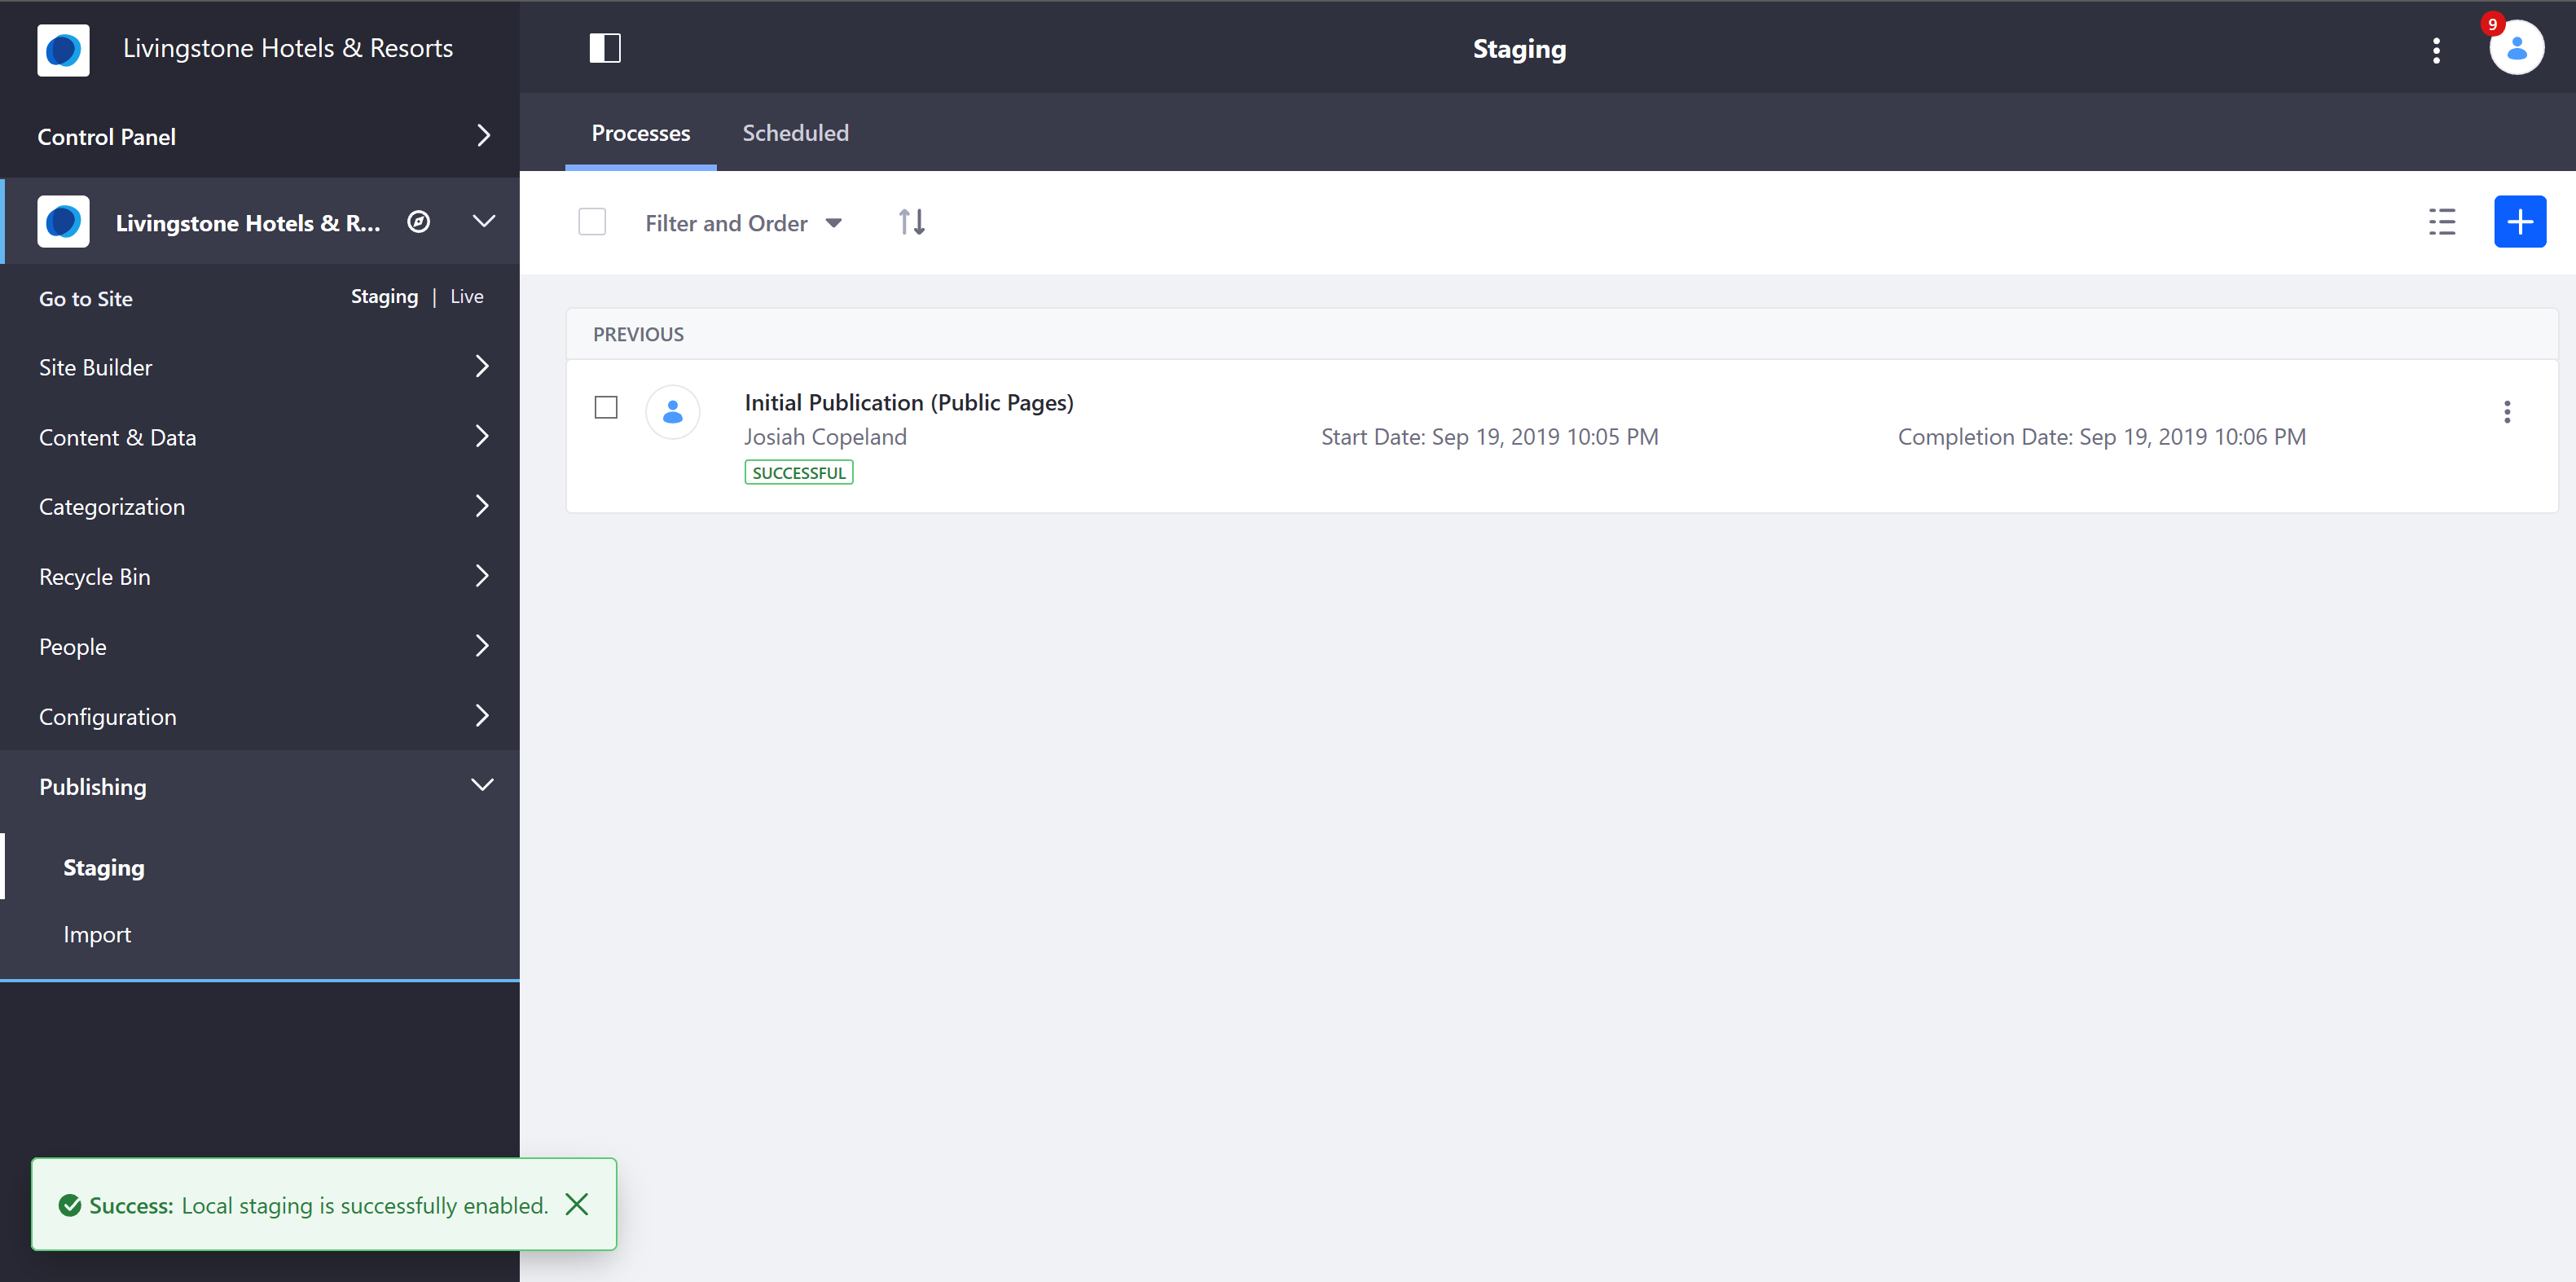 Livingstone Hotels & Resorts
Staging
9
Control Panel
Processes
Scheduled
Livingstone Hotels & R...
Filter and Order
Go to Site
Staging | Live
PREVIOUS
Site Builder
Initial Publication (Public Pages)
Josiah Copeland
Start Date: Sep 19, 2019 10:05 PM
Completion Date: Sep 19, 2019 10:06 PM
SUCCESSFUL
Content & Data
Categorization
Recycle Bin
People
Configuration
Publishing
Staging
Import
Success: Local staging is successfully enabled.